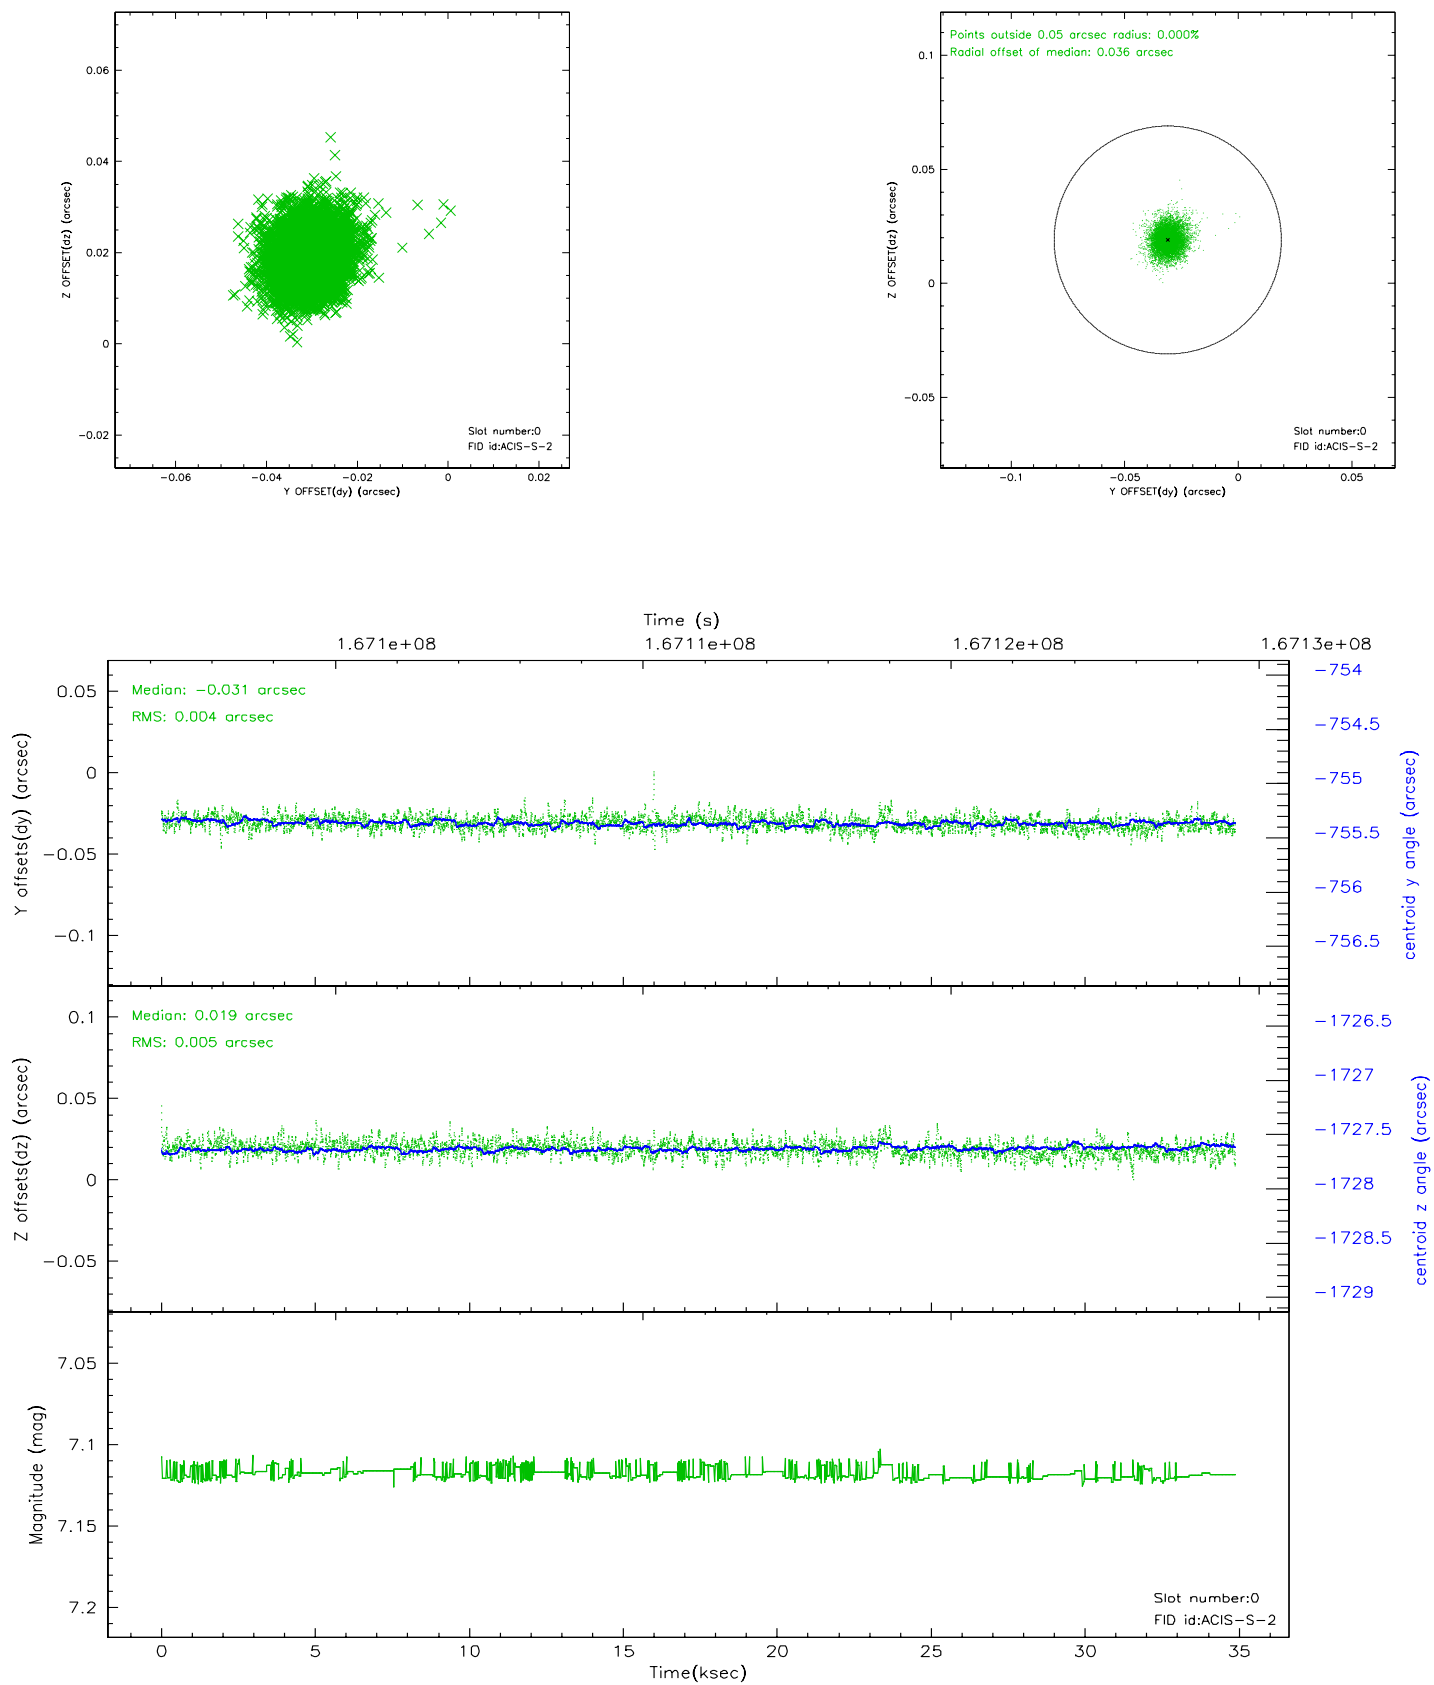 0.06
0.04
0.02
0
-0.02
Z OFFSET(dz) (arcsec)
Slot number:0
FID id:ACIS-S-2
-0.06
-0.04
-0.02
0
0.02
Y OFFSET(dy) (arcsec)
Points outside 0.05 arcsec radius: 0.000%
Radial offset of median: 0.036 arcsec
0.1
0.05
0
-0.05
Z OFFSET(dz) (arcsec)
Slot number:0
FID id:ACIS-S-2
-0.1
-0.05
0
0.05
Y OFFSET(dy) (arcsec)
Time (s)
1.671e+08
1.6711e+08
1.6712e+08
1.6713e+08
Median: -0.031 arcsec
RMS: 0.004 arcsec
0.05
0
-0.05
-0.1
Y offsets(dy) (arcsec)
-754
-754.5
-755
-755.5
-756
-756.5
centroid y angle (arcsec)
Median: 0.019 arcsec
RMS: 0.005 arcsec
0.1
0.05
0
-0.05
Z offsets(dz) (arcsec)
-1726.5
-1727
-1727.5
-1728
-1728.5
-1729
centroid z angle (arcsec)
7.05
7.1
7.15
7.2
Magnitude (mag)
Slot number:0
FID id:ACIS-S-2
0
5
10
15
20
25
30
35
Time(ksec)